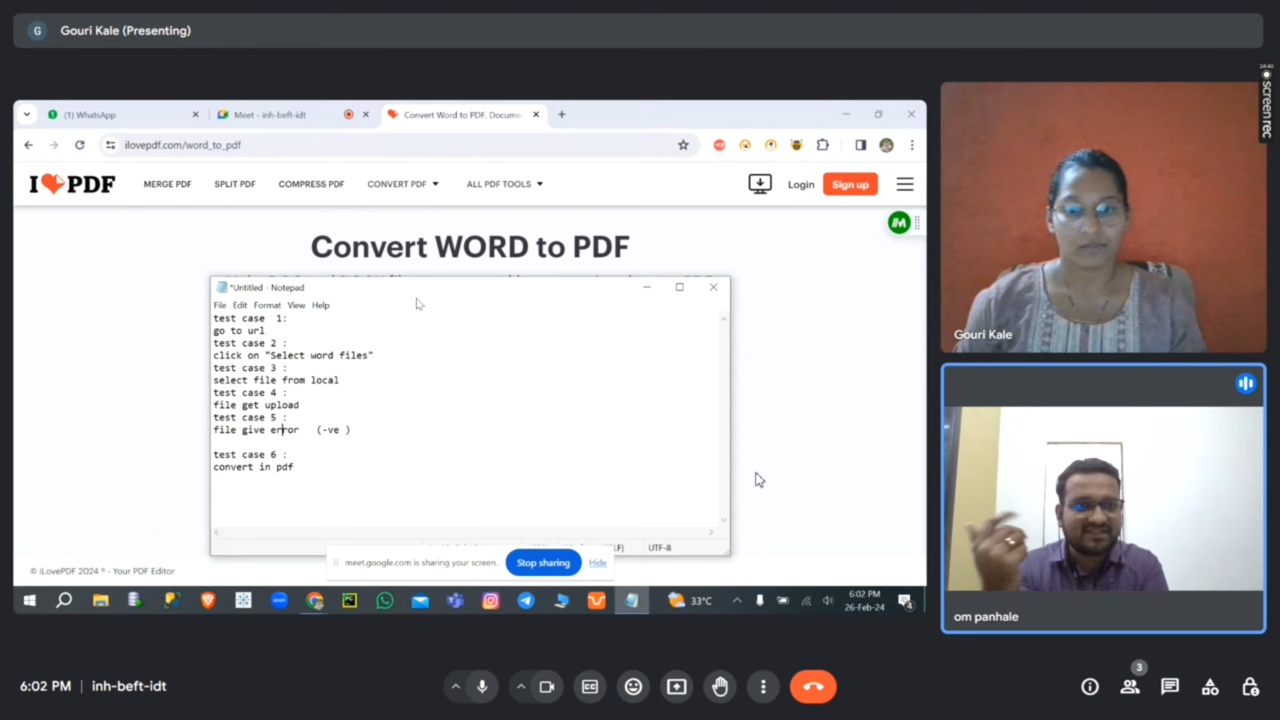 G Gouri Kale (Presenting)
24:40
screen rec
(1) WhatsApp
Meet - inh-beft-idt
Convert Word to PDF. Docume
ilovepdf.com/word_to_pdf
I PDF MERGE PDF SPLIT PDF COMPRESS PDF CONVERT PDF ALL PDF TOOLS Login Sign up
Convert WORD to PDF
*Untitled - Notepad
File Edit Format View Help
test case  1:
go to url
test case 2 :
click on "Select word files"
test case 3 :
select file from local
test case 4 :
file get upload
test case 5 :
file give error   (-ve )
test case 6 :
convert in pdf
UTF-8
meet.google.com is sharing your screen. Stop sharing Hide
© iLovePDF 2024 ® - Your PDF Editor
33°C
6:02 PM
26-Feb-24
4
Gouri Kale
om panhale
6:02 PM | inh-beft-idt
3